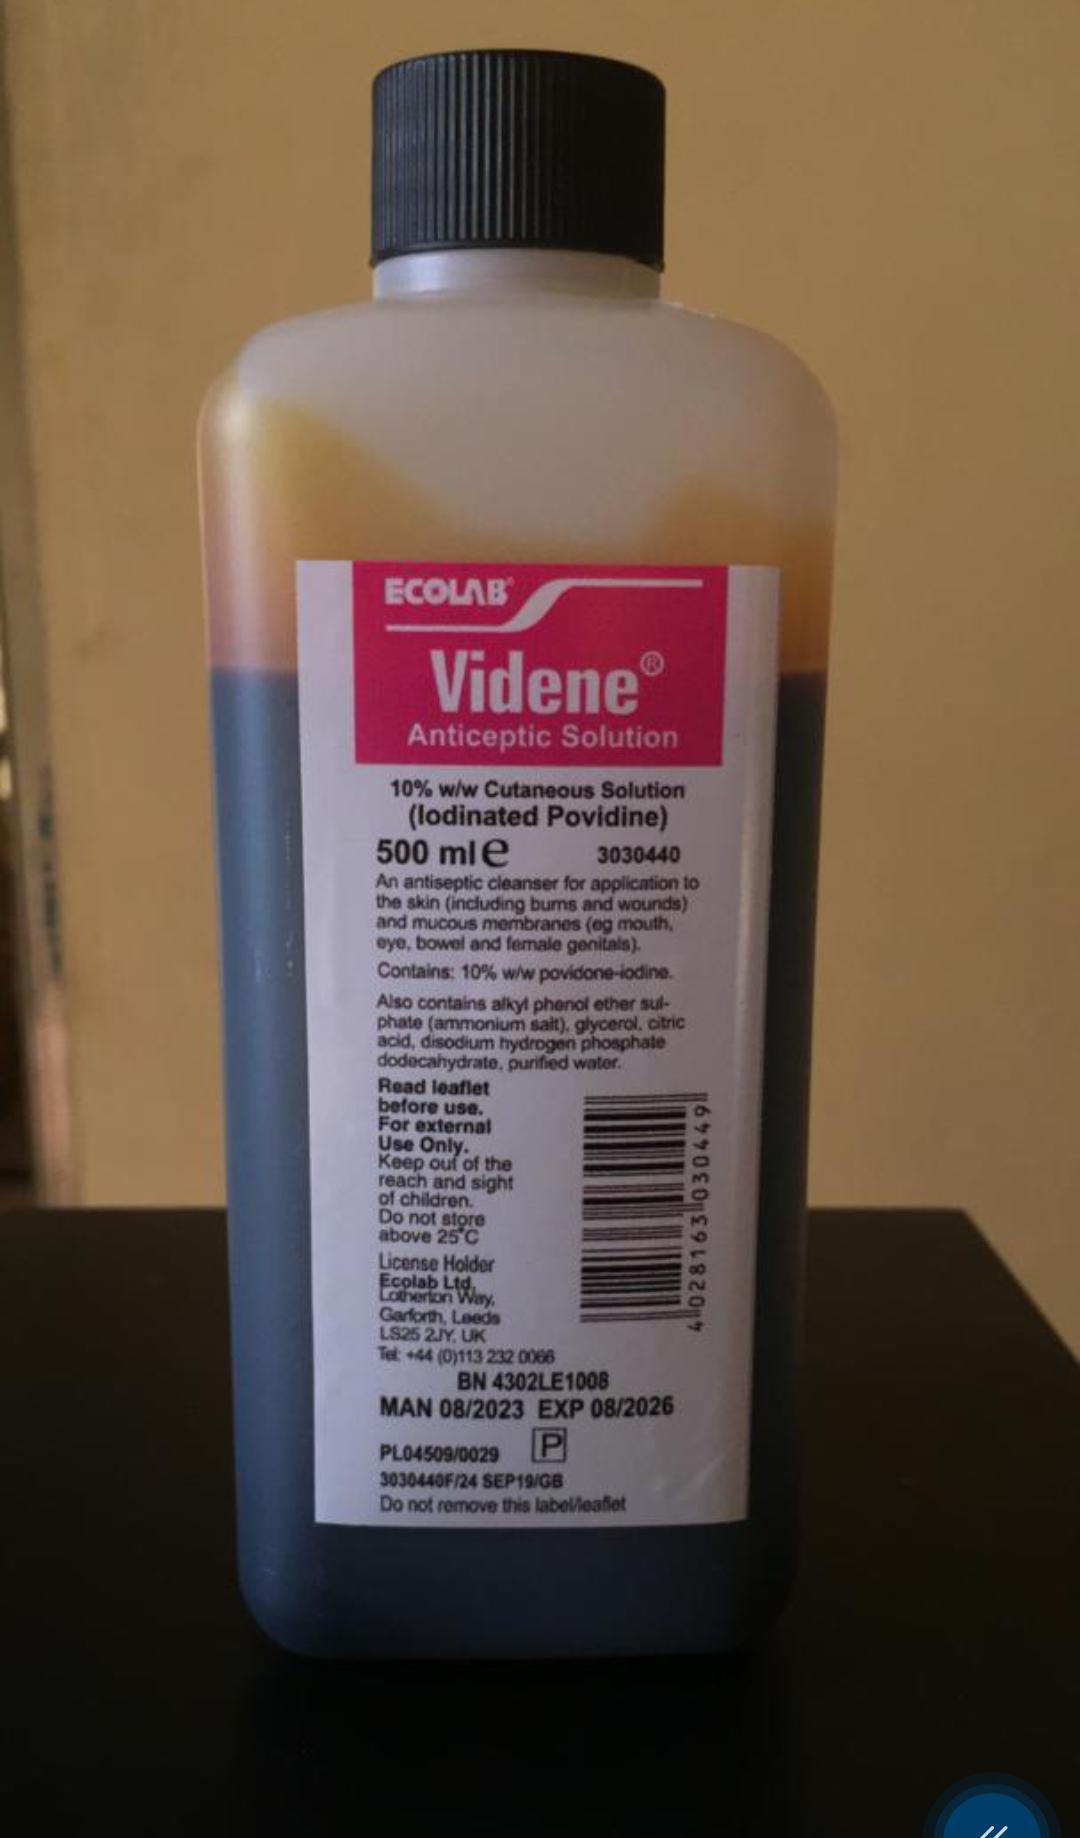 ECOLAB®
Videne®
Anticeptic Solution
10% w/w Cutaneous Solution
(Iodinated Povidine)
500 ml e 3030440
An antiseptic cleanser for application to
the skin (including burns and wounds)
and mucous membranes (eg mouth,
eye, bowel and female genitals).
Contains: 10% w/w povidone-iodine.
Also contains alkyl phenol ether sul-
phate (ammonium salt), glycerol, citric
acid, disodium hydrogen phosphate
dodecahydrate, purified water.
Read leaflet
before use.
For external
Use Only.
Keep out of the
reach and sight
of children.
Do not store
above 25°C
License Holder
Ecolab Ltd,
Lotherton Way,
Garforth, Leeds
LS25 2JY, UK
Tel: +44 (0)113 232 0066
4028163030449
BN 4302LE1008
MAN 08/2023 EXP 08/2026
PL04509/0029 P
3030440F/24 SEP19/GB
Do not remove this label/leaflet